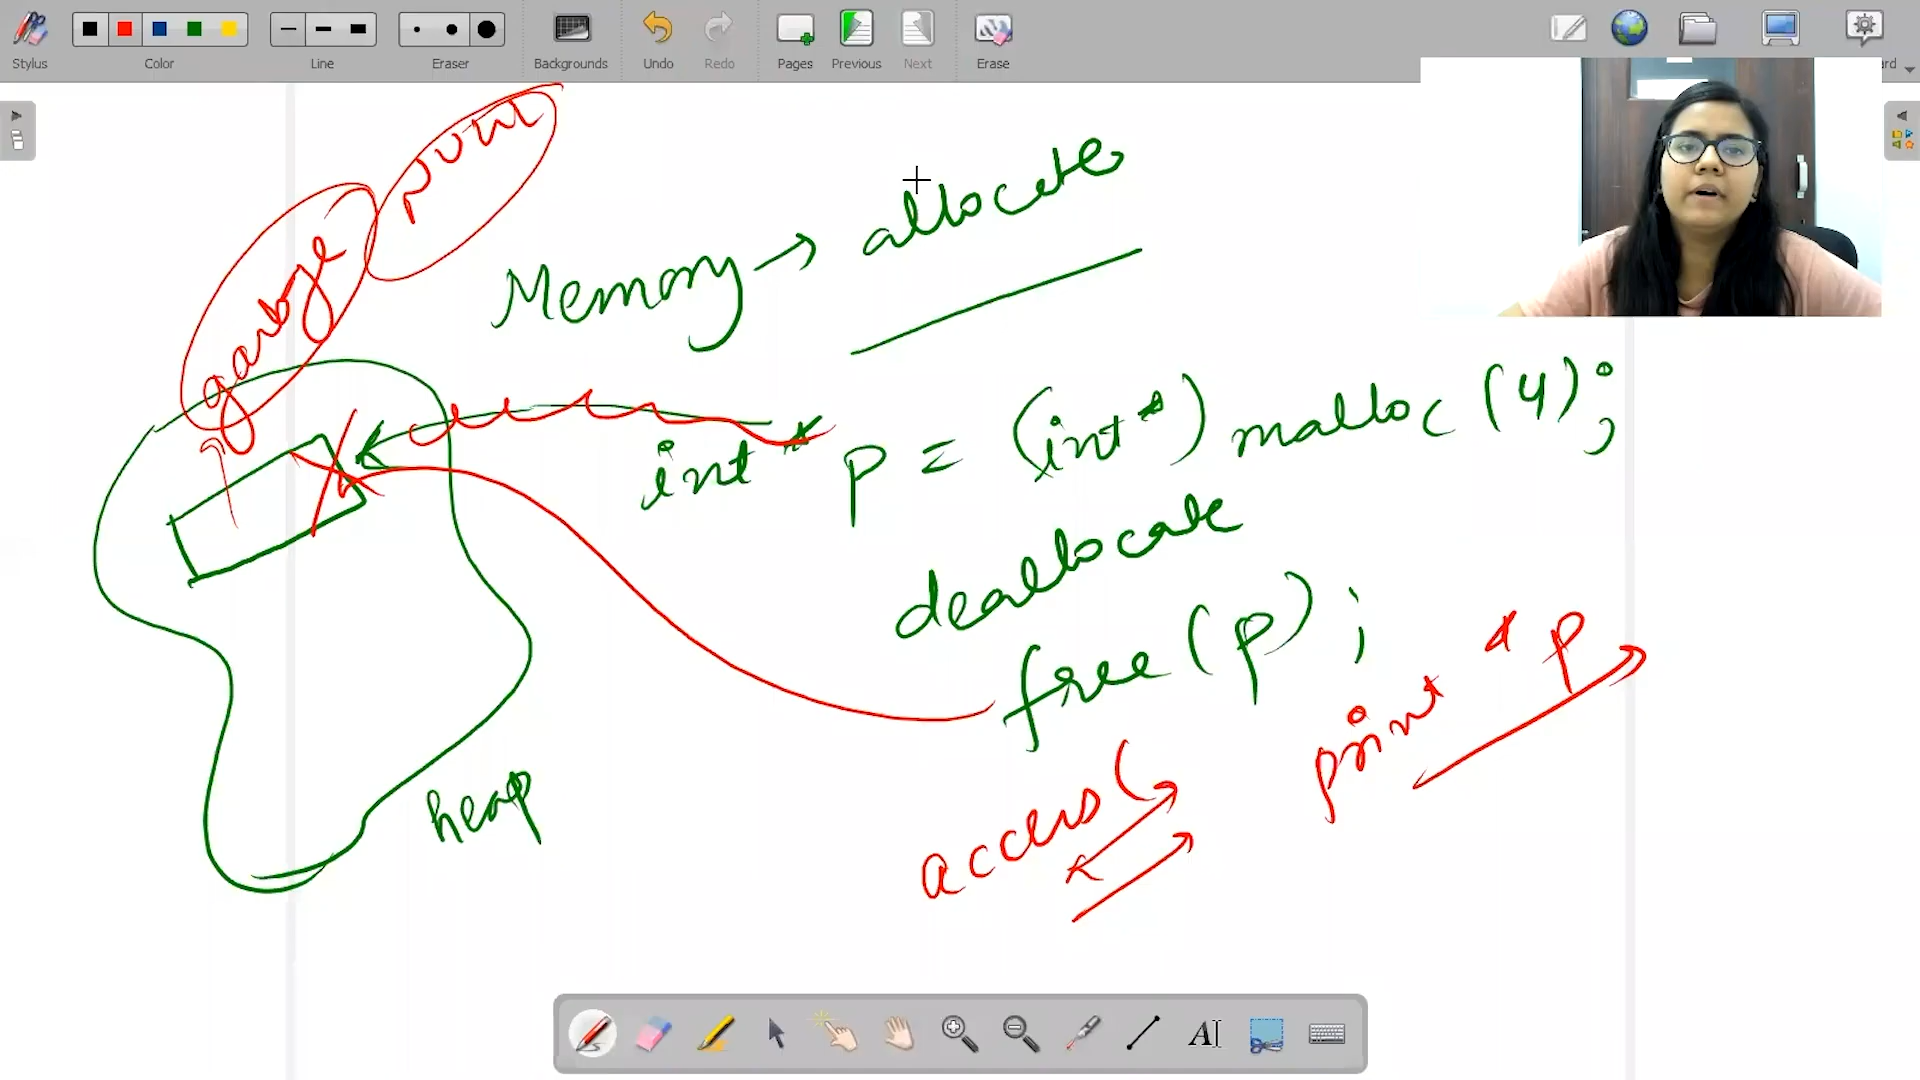 Stylus
Color
Line
Eraser
Backgrounds
Undo
Redo
Pages
Previous
Next
Erase
garbage
Memory → allocate
int* p = (int*) malloc (4);
deallocate
free(p);
print *p
access
heap